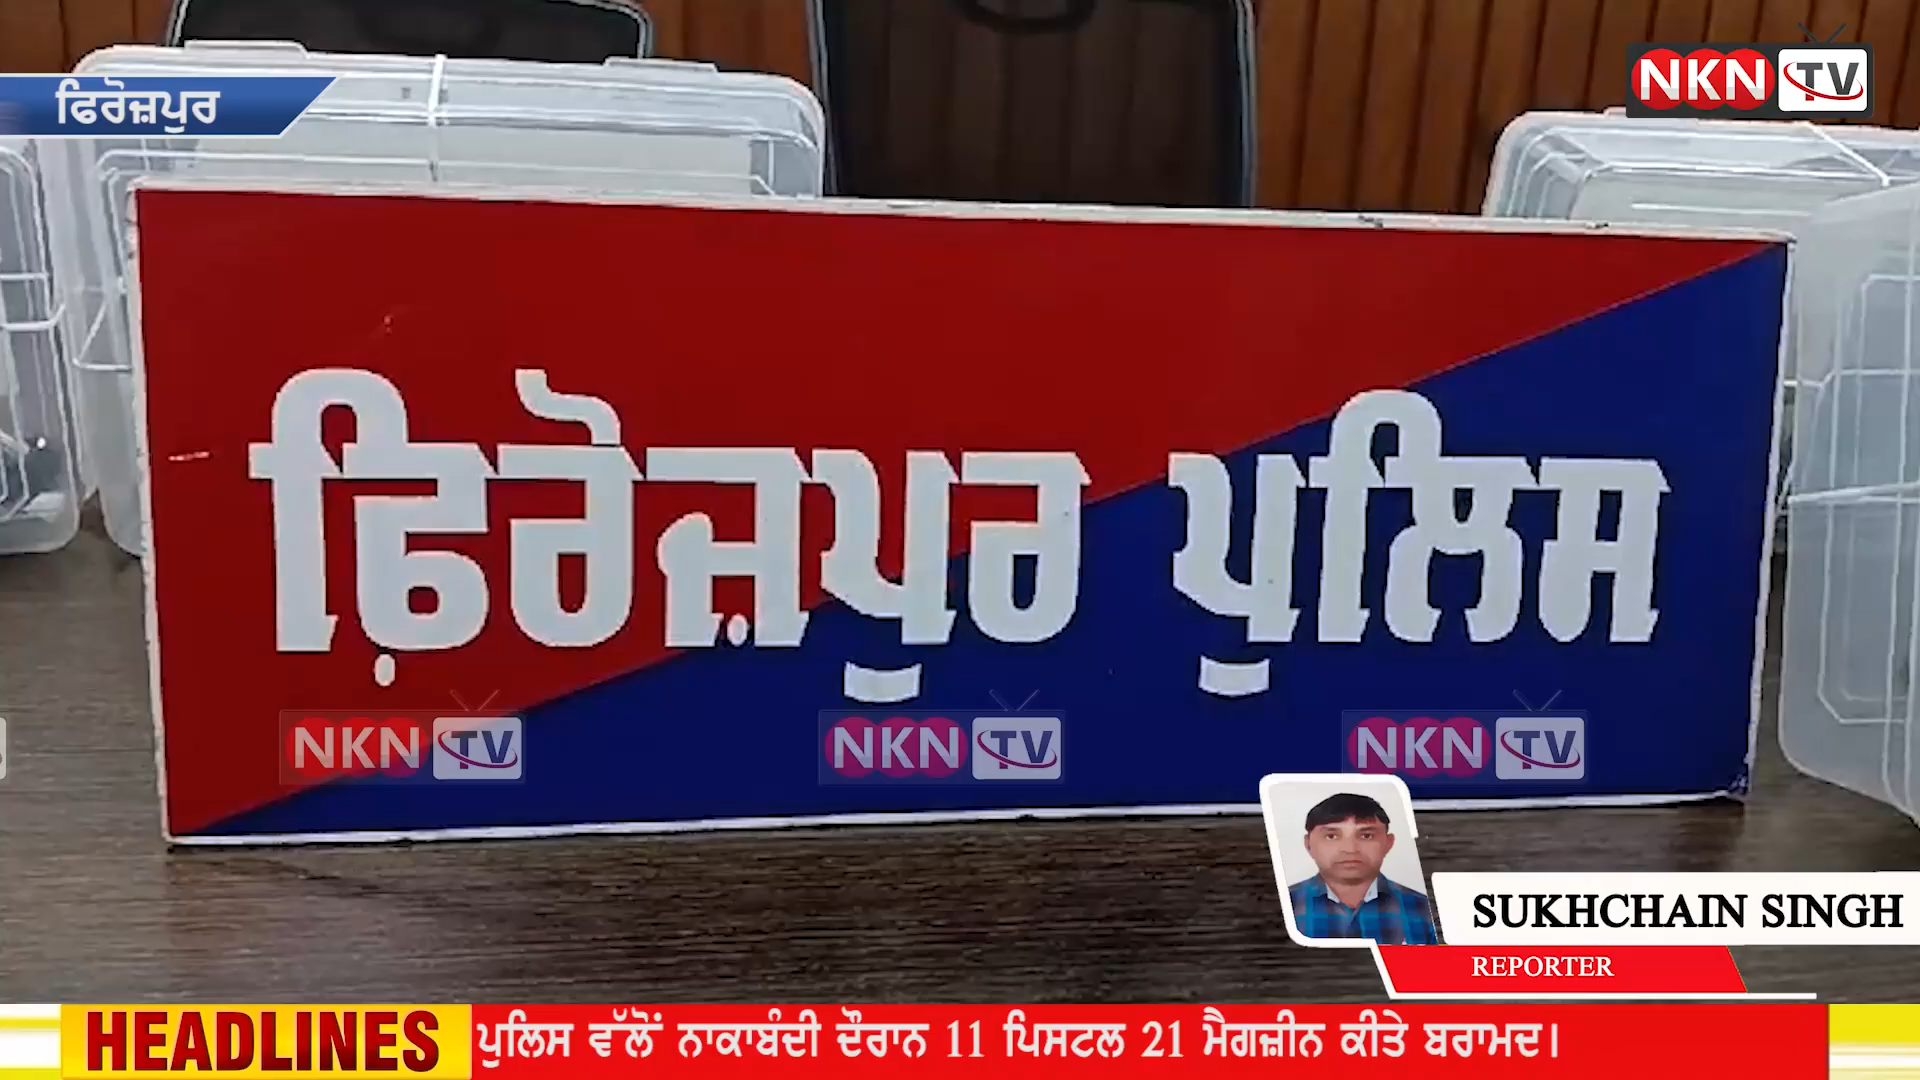 ਫਿਰੋਜ਼ਪੁਰ
NKN TV
ਫ਼ਿਰੋਜ਼ਪੁਰ ਪੁਲਿਸ
NKN TV
NKN TV
NKN TV
SUKHCHAIN SINGH
REPORTER
HEADLINES
ਪੁਲਿਸ ਵੱਲੋਂ ਨਾਕਾਬੰਦੀ ਦੌਰਾਨ 11 ਪਿਸਟਲ 21 ਮੈਗਜ਼ੀਨ ਕੀਤੇ ਬਰਾਮਦ।